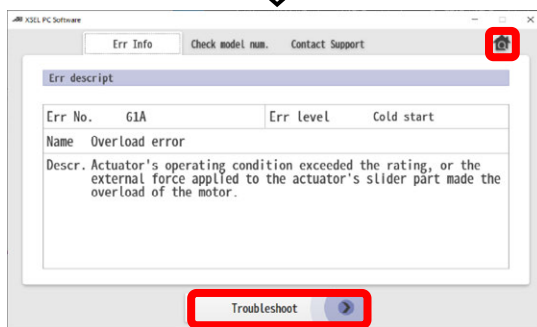 XSEL PC Software
Err Info Check model num. Contact Support
Err descript
Err No. G1A Err level Cold start
Name Overload error
Descr. Actuator's operating condition exceeded the rating, or the
external force applied to the actuator's slider part made the
overload of the motor.
Troubleshoot